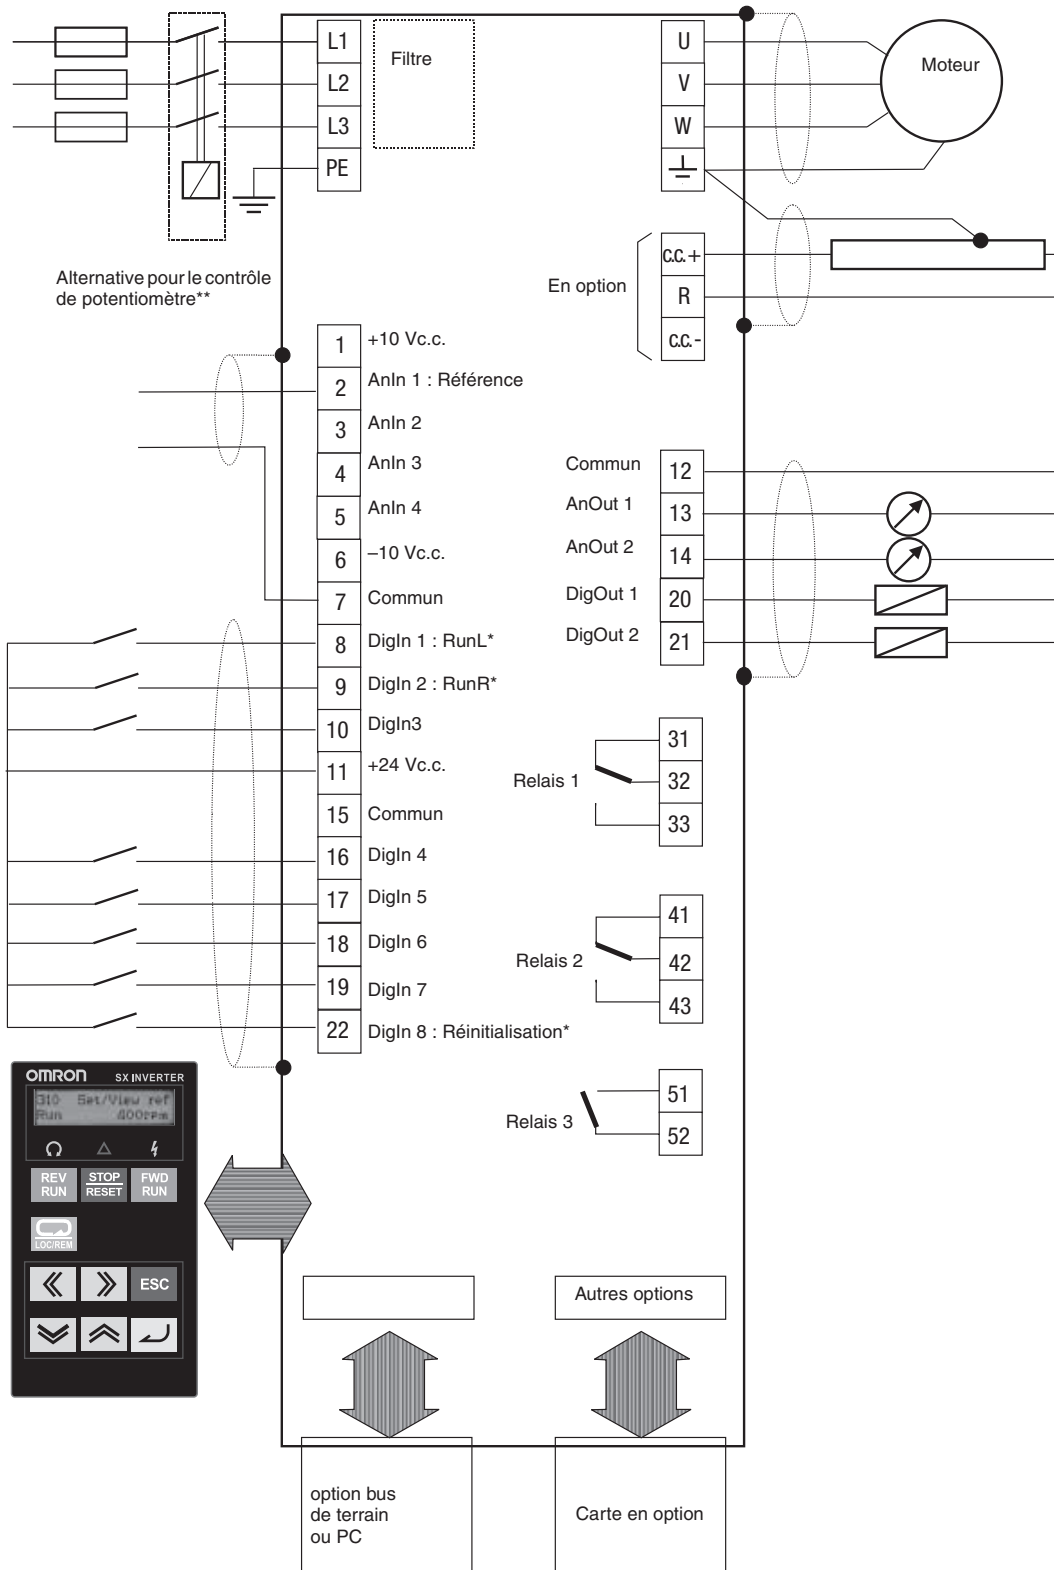 L1
L2
L3
PE
Filtre
U
V
W
Moteur
Alternative pour le contrôle
de potentiomètre**
En option
c.c.+
R
c.c.-
1 +10 Vc.c.
2 AnIn 1 : Référence
3 AnIn 2
4 AnIn 3
5 AnIn 4
6 –10 Vc.c.
7 Commun
8 DigIn 1 : RunL*
9 DigIn 2 : RunR*
10 DigIn3
11 +24 Vc.c.
15 Commun
16 DigIn 4
17 DigIn 5
18 DigIn 6
19 DigIn 7
22 DigIn 8 : Réinitialisation*
Commun 12
AnOut 1 13
AnOut 2 14
DigOut 1 20
DigOut 2 21
Relais 1
31
32
33
Relais 2
41
42
43
Relais 3
51
52
OMRON SX INVERTER
310 Set/View ref
Run 400rpm
REV RUN
STOP RESET
FWD RUN
LOC/REM
ESC
Autres options
option bus
de terrain
ou PC
Carte en option